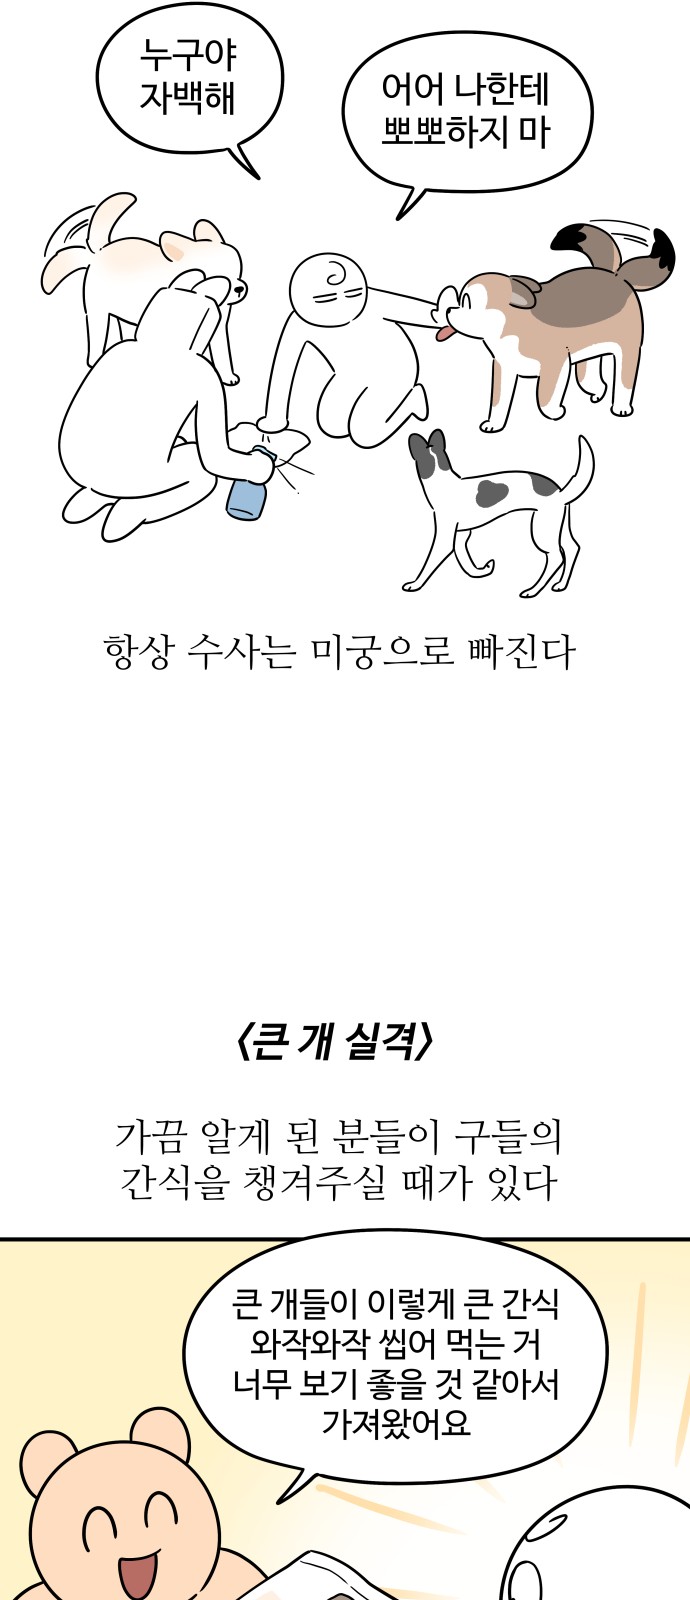 누구야
자백해
어어 나한테
뽀뽀하지 마
항상 수사는 미궁으로 빠진다
〈큰 개 실격〉
가끔 알게 된 분들이 구들의
간식을 챙겨주실 때가 있다
큰 개들이 이렇게 큰 간식
와작와작 씹어 먹는 거
너무 보기 좋을 것 같아서
가져왔어요